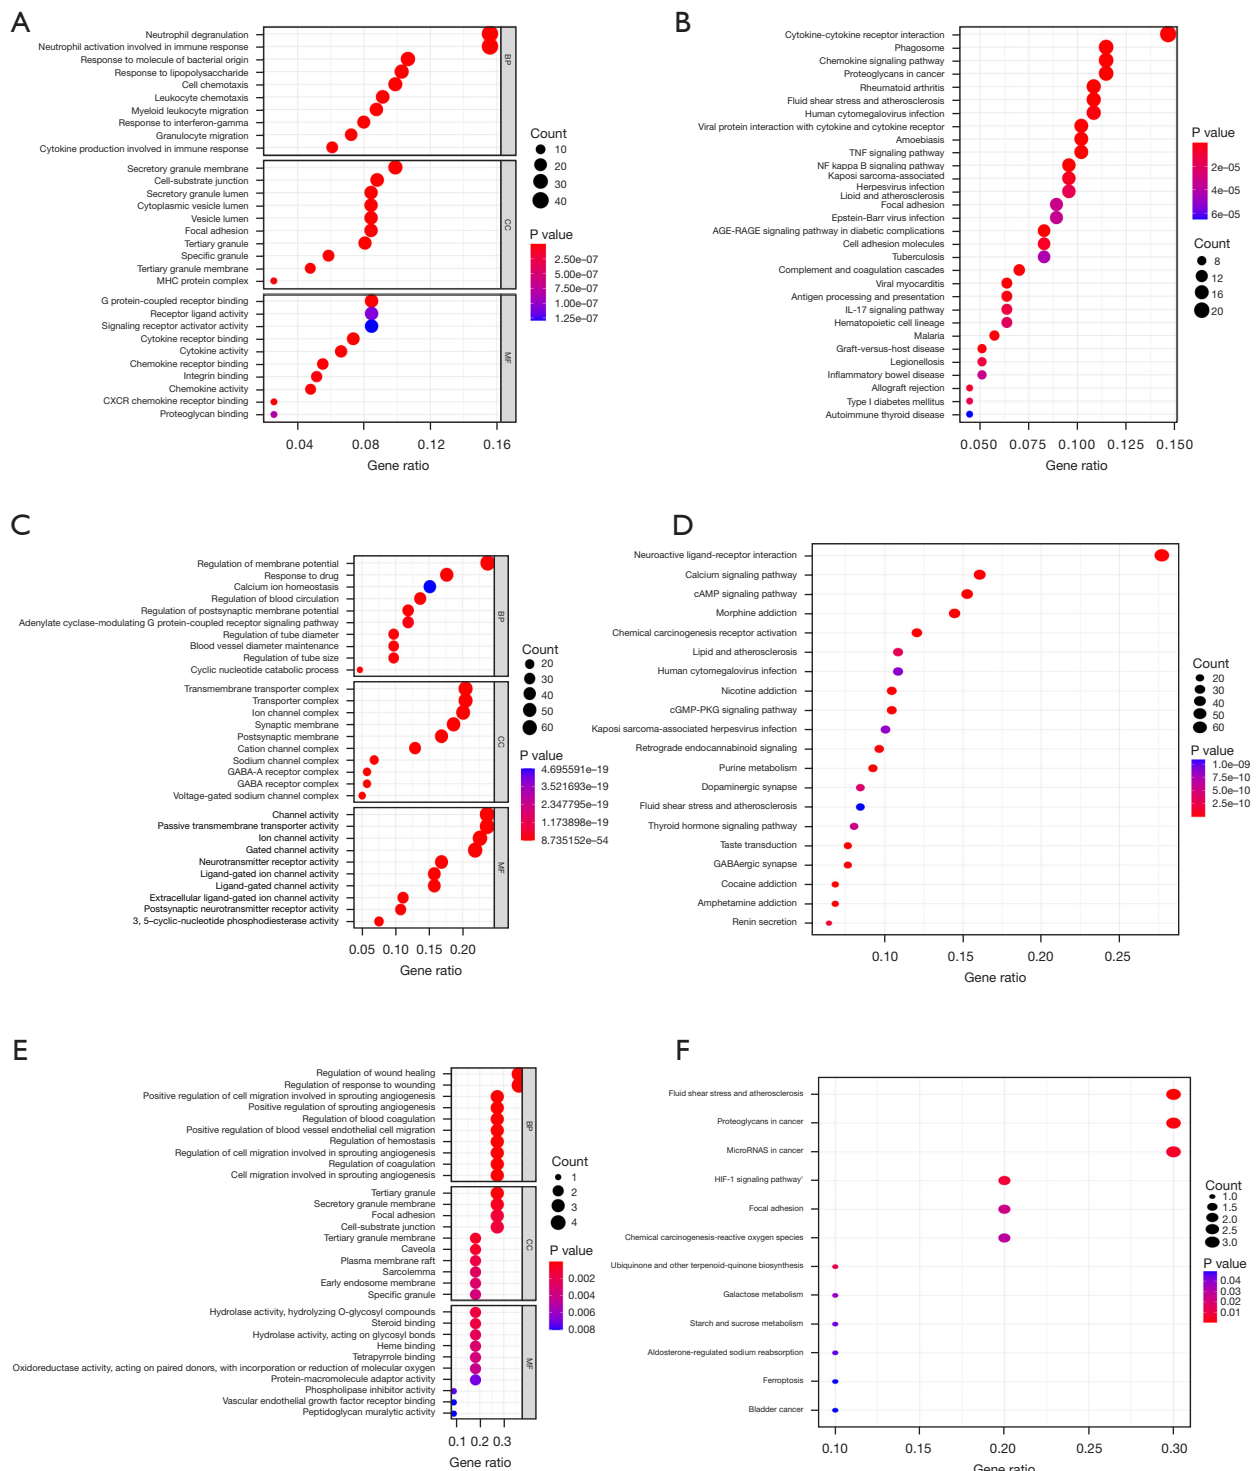 A
Neutrophil degranulation
Neutrophil activation involved in immune response
Response to molecule of bacterial origin
Response to lipopolysaccharide
Cell chemotaxis
Leukocyte chemotaxis
Myeloid leukocyte migration
Response to interferon-gamma
Granulocyte migration
Cytokine production involved in immune response
BP
Secretory granule membrane
Cell-substrate junction
Secretory granule lumen
Cytoplasmic vesicle lumen
Vesicle lumen
Focal adhesion
Tertiary granule
Specific granule
Tertiary granule membrane
MHC protein complex
CC
G protein-coupled receptor binding
Receptor ligand activity
Signaling receptor activator activity
Cytokine receptor binding
Cytokine activity
Chemokine receptor binding
Integrin binding
Chemokine activity
CXCR chemokine receptor binding
Proteoglycan binding
MF
0.04 0.08 0.12 0.16
Gene ratio
Count
10
20
30
40
P value
2.50e-07
5.00e-07
7.50e-07
1.00e-07
1.25e-07
B
Cytokine-cytokine receptor interaction
Phagosome
Chemokine signaling pathway
Proteoglycans in cancer
Rheumatoid arthritis
Fluid shear stress and atherosclerosis
Human cytomegalovirus infection
Viral protein interaction with cytokine and cytokine receptor
Amoebiasis
TNF signaling pathway
NF kappa B signaling pathway
Kaposi sarcoma-associated
Herpesvirus infection
Lipid and atherosclerosis
Focal adhesion
Epstein-Barr virus infection
AGE-RAGE signaling pathway in diabetic complications
Cell adhesion molecules
Tuberculosis
Complement and coagulation cascades
Viral myocarditis
Antigen processing and presentation
IL-17 signaling pathway
Hematopoietic cell lineage
Malaria
Graft-versus-host disease
Legionellosis
Inflammatory bowel disease
Allograft rejection
Type I diabetes mellitus
Autoimmune thyroid disease
0.050 0.075 0.100 0.125 0.150
Gene ratio
P value
2e-05
4e-05
6e-05
Count
8
12
16
20
C
Regulation of membrane potential
Response to drug
Calcium ion homeostasis
Regulation of blood circulation
Regulation of postsynaptic membrane potential
Adenylate cyclase-modulating G protein-coupled receptor signaling pathway
Regulation of tube diameter
Blood vessel diameter maintenance
Regulation of tube size
Cyclic nucleotide catabolic process
BP
Transmembrane transporter complex
Transporter complex
Ion channel complex
Synaptic membrane
Postsynaptic membrane
Cation channel complex
Sodium channel complex
GABA-A receptor complex
GABA receptor complex
Voltage-gated sodium channel complex
CC
Channel activity
Passive transmembrane transporter activity
Ion channel activity
Gated channel activity
Neurotransmitter receptor activity
Ligand-gated ion channel activity
Ligand-gated channel activity
Extracellular ligand-gated ion channel activity
Postsynaptic neurotransmitter receptor activity
3, 5-cyclic-nucleotide phosphodiesterase activity
MF
0.05 0.10 0.15 0.20
Gene ratio
Count
20
30
40
50
60
P value
4.695591e-19
3.521693e-19
2.347795e-19
1.173898e-19
8.735152e-54
D
Neuroactive ligand-receptor interaction
Calcium signaling pathway
cAMP signaling pathway
Morphine addiction
Chemical carcinogenesis receptor activation
Lipid and atherosclerosis
Human cytomegalovirus infection
Nicotine addiction
cGMP-PKG signaling pathway
Kaposi sarcoma-associated herpesvirus infection
Retrograde endocannabinoid signaling
Purine metabolism
Dopaminergic synapse
Fluid shear stress and atherosclerosis
Thyroid hormone signaling pathway
Taste transduction
GABAergic synapse
Cocaine addiction
Amphetamine addiction
Renin secretion
0.10 0.15 0.20 0.25
Gene ratio
Count
20
30
40
50
60
P value
1.0e-09
7.5e-10
5.0e-10
2.5e-10
E
Regulation of wound healing
Regulation of response to wounding
Positive regulation of cell migration involved in sprouting angiogenesis
Positive regulation of sprouting angiogenesis
Regulation of blood coagulation
Positive regulation of blood vessel endothelial cell migration
Regulation of hemostasis
Regulation of cell migration involved in sprouting angiogenesis
Regulation of coagulation
Cell migration involved in sprouting angiogenesis
BP
Tertiary granule
Secretory granule membrane
Focal adhesion
Cell-substrate junction
Tertiary granule membrane
Caveola
Plasma membrane raft
Sarcolemma
Early endosome membrane
Specific granule
CC
Hydrolase activity, hydrolyzing O-glycosyl compounds
Steroid binding
Hydrolase activity, acting on glycosyl bonds
Heme binding
Tetrapyrrole binding
Oxidoreductase activity, acting on paired donors, with incorporation or reduction of molecular oxygen
Protein-macromolecule adaptor activity
Phospholipase inhibitor activity
Vascular endothelial growth factor receptor binding
Peptidoglycan muralytic activity
MF
0.1 0.2 0.3
Gene ratio
Count
1
2
3
4
P value
0.002
0.004
0.006
0.008
F
Fluid shear stress and atherosclerosis
Proteoglycans in cancer
MicroRNAS in cancer
HIF-1 signaling pathway'
Focal adhesion
Chemical carcinogenesis-reactive oxygen species
Ubiquinone and other terpenoid-quinone biosynthesis
Galactose metabolism
Starch and sucrose metabolism
Aldosterone-regulated sodium reabsorption
Ferroptosis
Bladder cancer
0.10 0.15 0.20 0.25 0.30
Gene ratio
Count
1.0
1.5
2.0
2.5
3.0
P value
0.04
0.03
0.02
0.01